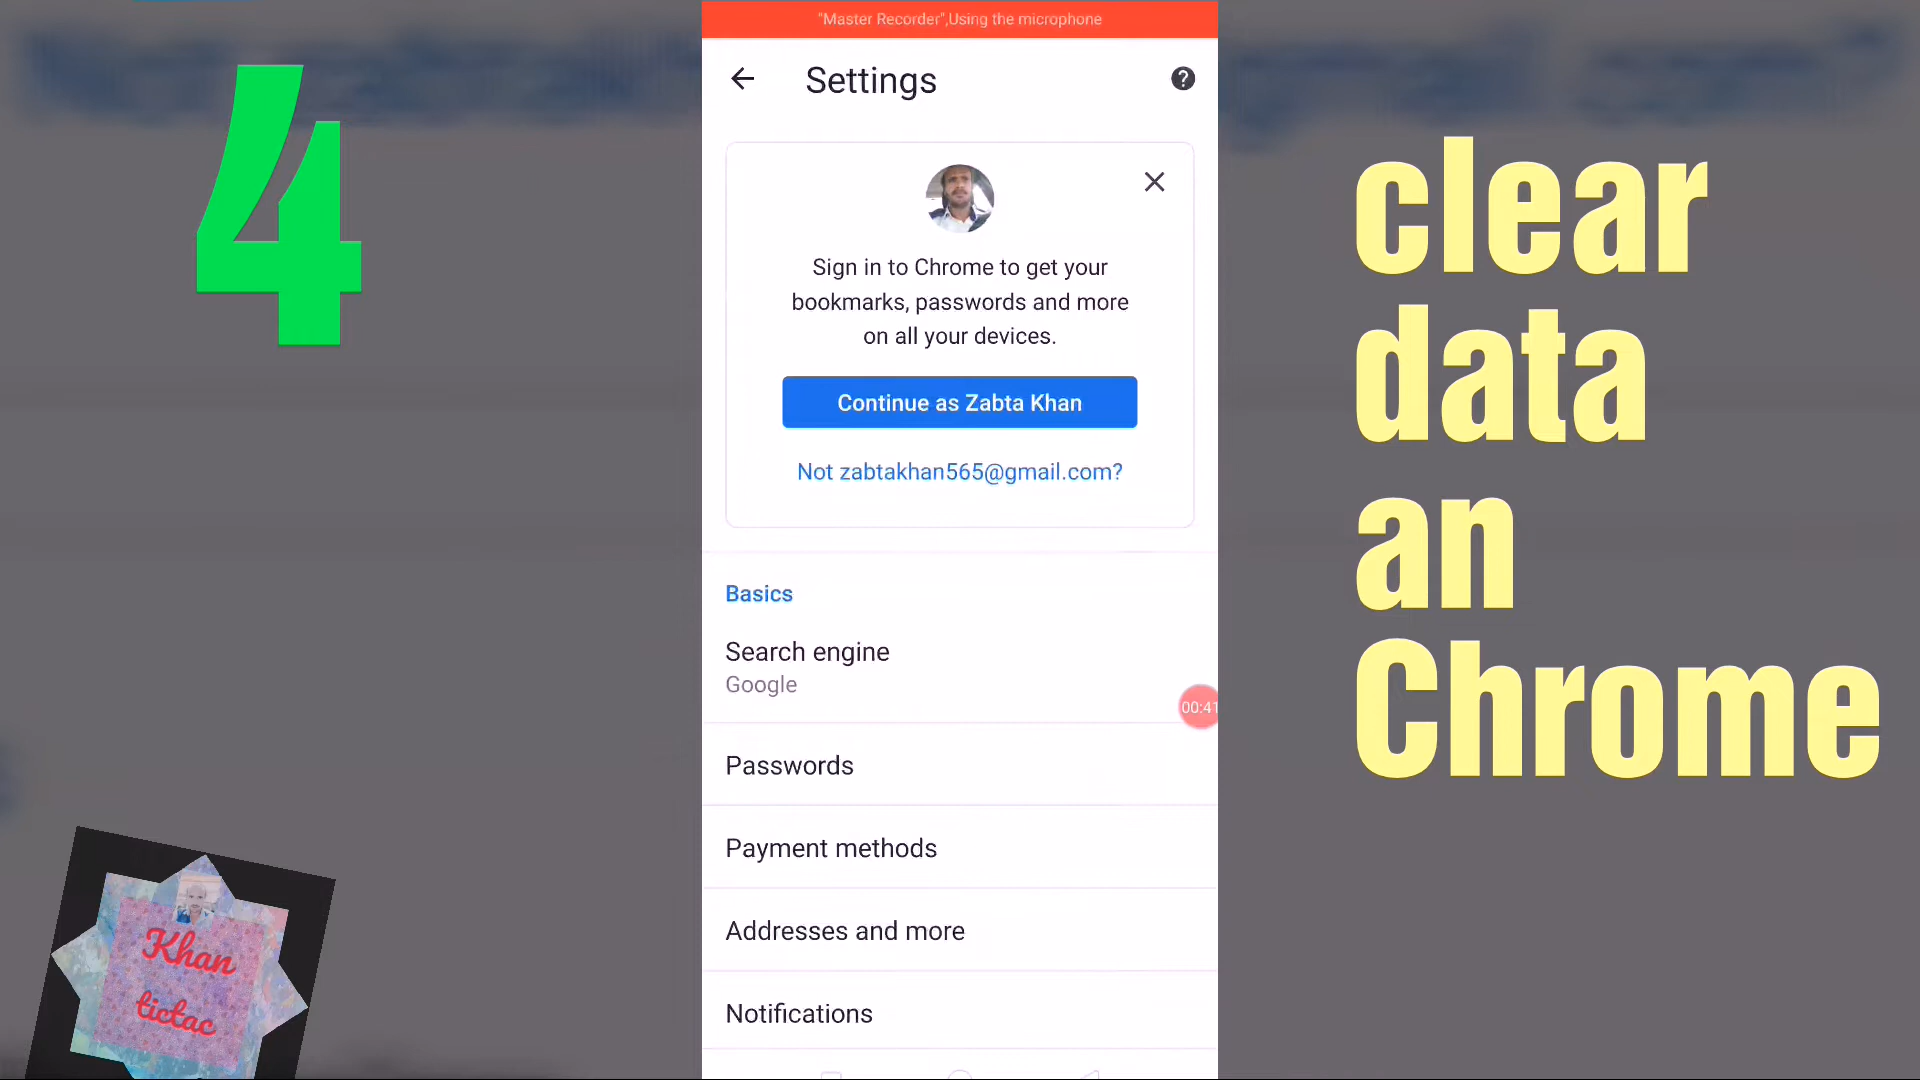 "Master Recorder",Using the microphone
Settings
Sign in to Chrome to get your
bookmarks, passwords and more
on all your devices.
Continue as Zabta Khan
Not zabtakhan565@gmail.com?
Basics
Search engine
Google
00:41
Passwords
Payment methods
Addresses and more
Notifications
4
clear
data
an
Chrome
Khan
tictac